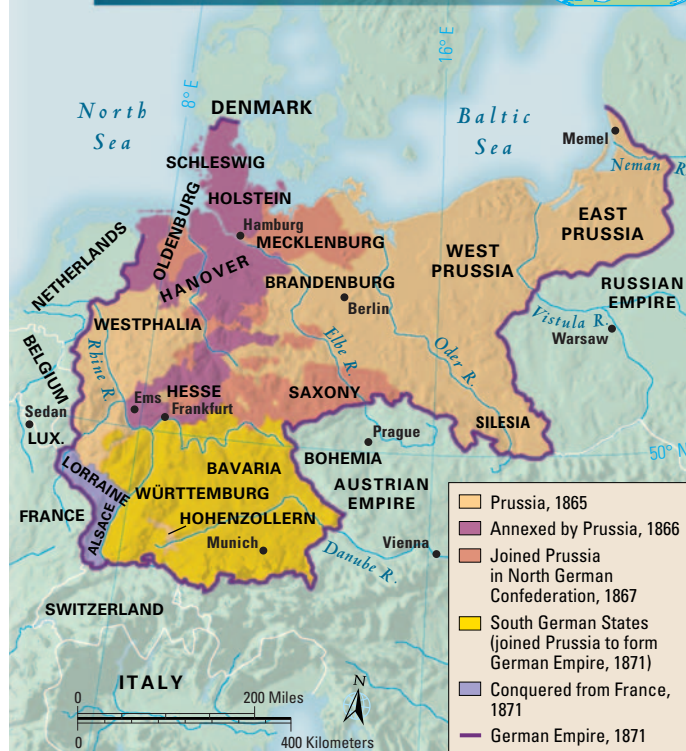 8° E
16° E
North
Sea
DENMARK
Baltic
Sea
Memel
Neman R.
SCHLESWIG
HOLSTEIN
EAST
PRUSSIA
OLDENBURG
Hamburg
MECKLENBURG
WEST
PRUSSIA
NETHERLANDS
HANOVER
BRANDENBURG
Berlin
RUSSIAN
EMPIRE
Vistula R.
Warsaw
WESTPHALIA
BELGIUM
Rhine R.
Elbe R.
Oder R.
HESSE
SAXONY
Ems
Frankfurt
Sedan
LUX.
SILESIA
Prague
50° N
BOHEMIA
LORRAINE
BAVARIA
AUSTRIAN
EMPIRE
WÜRTTEMBURG
FRANCE
ALSACE
HOHENZOLLERN
Munich
Danube R.
Vienna
SWITZERLAND
ITALY
N
0
200 Miles
0
400 Kilometers
Prussia, 1865
Annexed by Prussia, 1866
Joined Prussia
in North German
Confederation, 1867
South German States
(joined Prussia to form
German Empire, 1871)
Conquered from France,
1871
German Empire, 1871